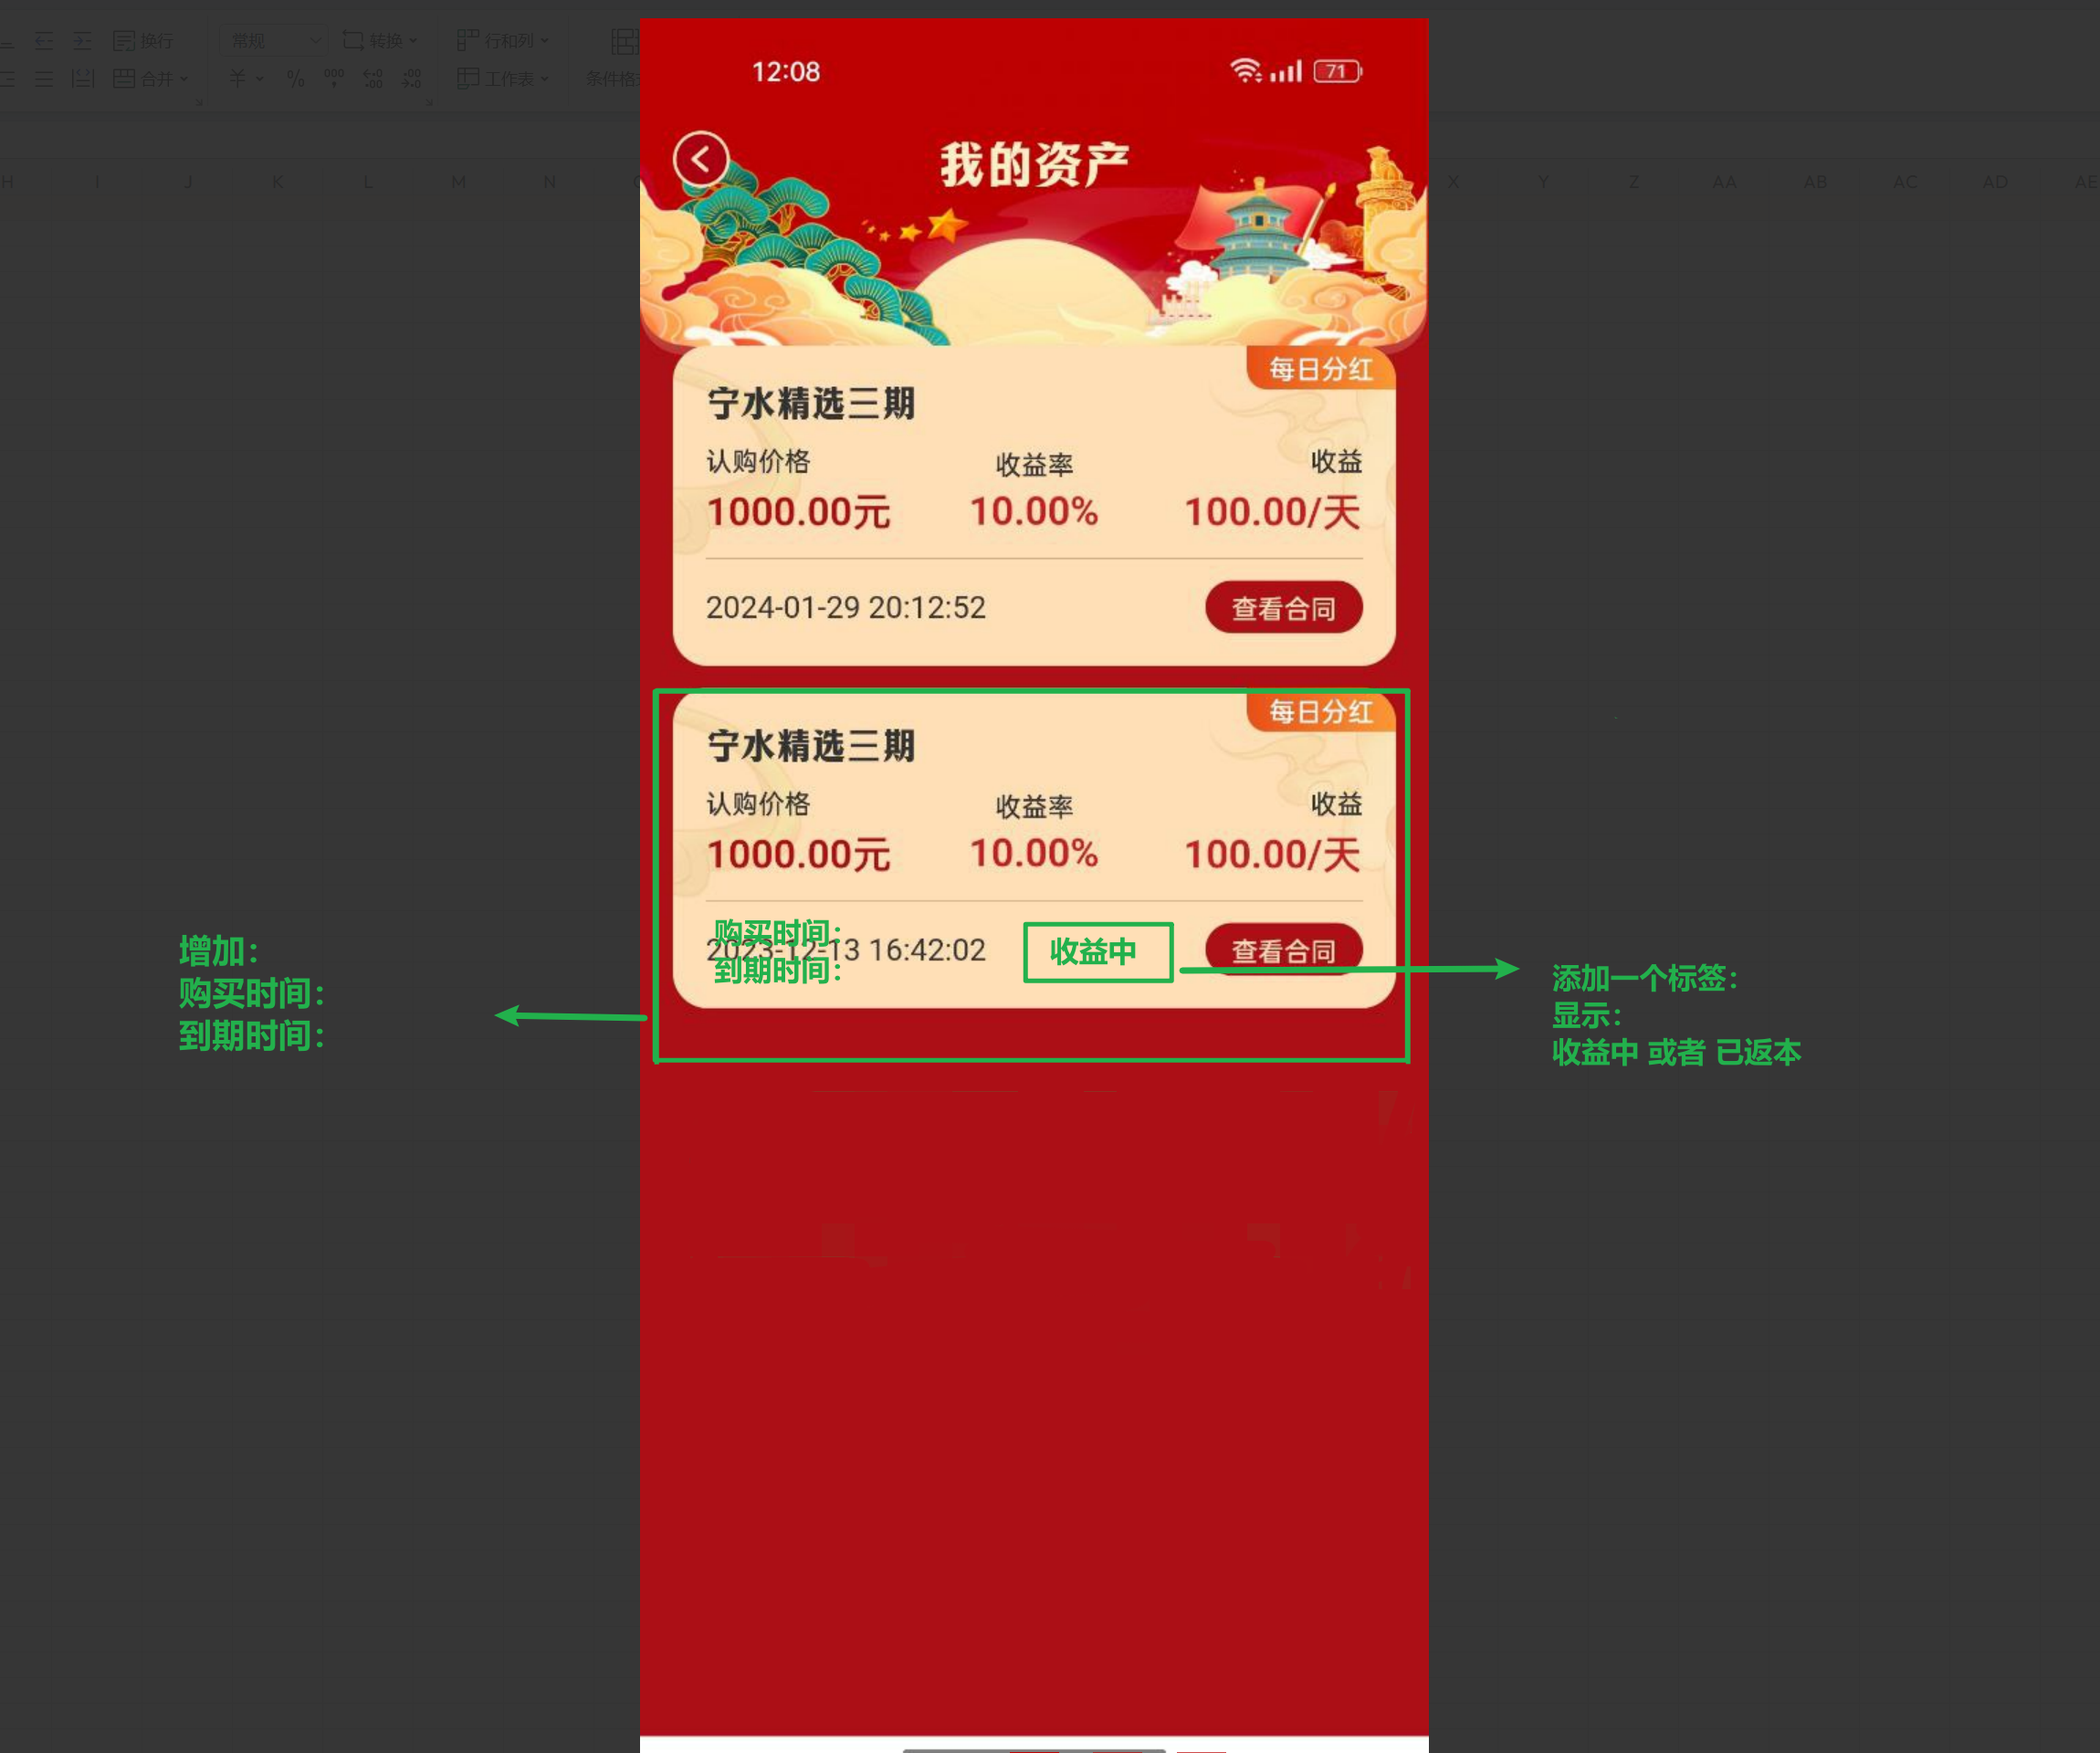 换行
常规
转换
行和列
合并
工作表
条件格
H I J K L M N
X Y Z AA AB AC AD AE
12:08
71
我的资产
每日分红
宁水精选三期
认购价格 收益率 收益
1000.00元 10.00% 100.00/天
2024-01-29 20:12:52 查看合同
每日分红
宁水精选三期
认购价格 收益率 收益
1000.00元 10.00% 100.00/天
购买时间:
2023-12-13 16:42:02 收益中 查看合同
到期时间:
增加:
购买时间:
到期时间:
添加一个标签:
显示:
收益中 或者 已返本